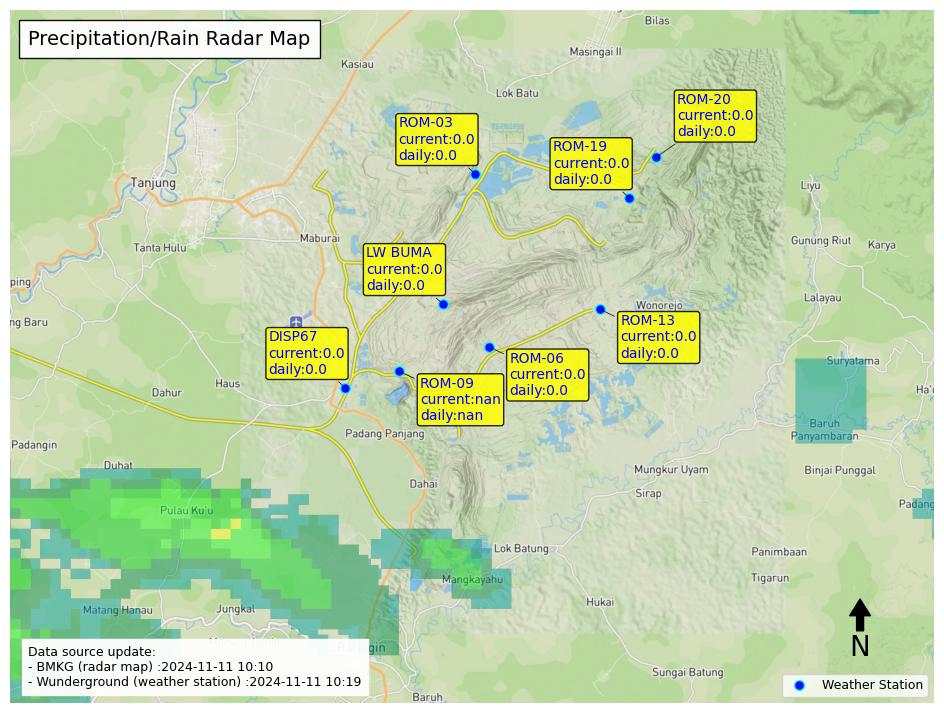 Precipitation/Rain Radar Map
Bilas
Masingai II
Kasiau
Lok Batu
ROM-20
current:0.0
daily:0.0
ROM-03
current:0.0
daily:0.0
ROM-19
current:0.0
daily:0.0
Tanjung
Liyu
Maburai
Tanta Hulu
Gunung Riut
Karya
LW BUMA
current:0.0
daily:0.0
ping
Lalayau
Wonorejo
ng Baru
ROM-13
current:0.0
daily:0.0
DISP67
current:0.0
daily:0.0
ROM-06
current:0.0
daily:0.0
Suryatama
Haus
Dahur
ROM-09
current:nan
daily:nan
Ha'o
Baruh
Panyambaran
Padang Panjang
Padangin
Duhat
Mungkur Uyam
Binjai Punggal
Dahai
Sirap
Padang
Pulau Ku'u
Lok Batung
Panimbaan
Mangkayahu
Tigarun
Hukai
Matang Hanau
Jungkal
Sungai Batung
Baruh
Data source update:
- BMKG (radar map) :2024-11-11 10:10
- Wunderground (weather station) :2024-11-11 10:19
N
Weather Station